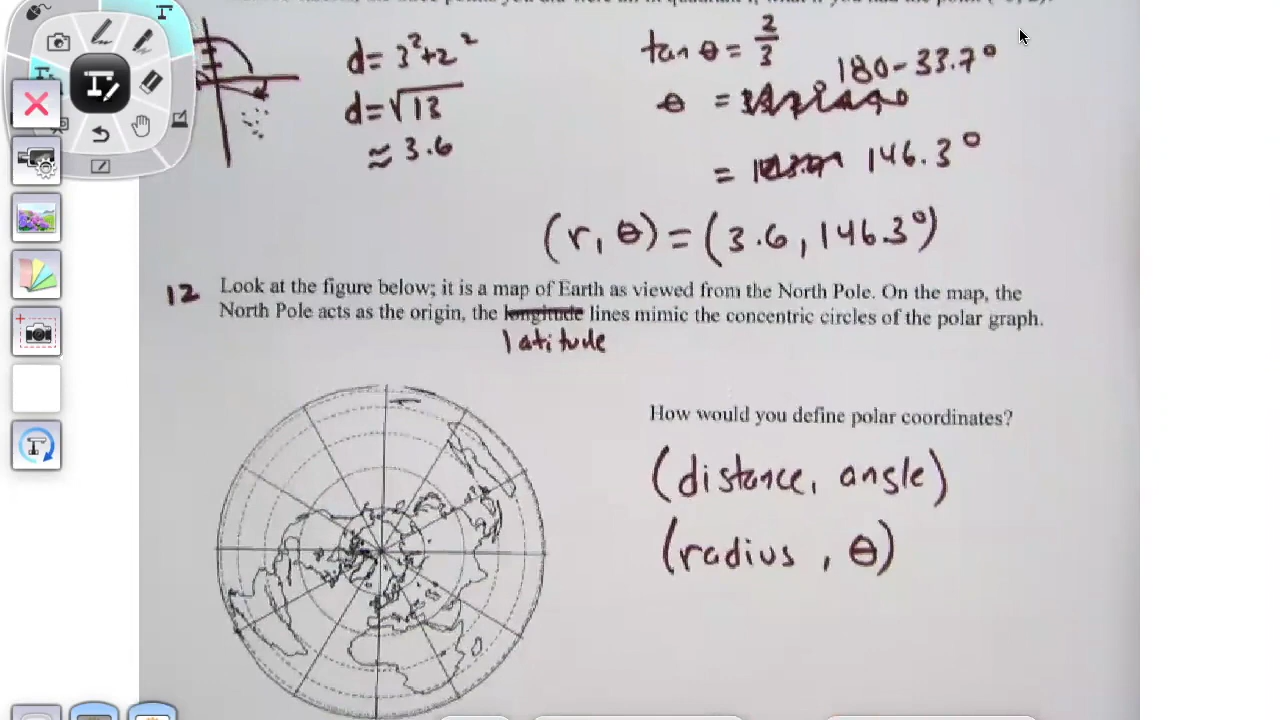 d= 3²+2²
d=√13
≈ 3.6
tan θ = 2/3
180-33.7°
θ =
= 146.3°
(r, θ) = (3.6, 146.3°)
12 Look at the figure below; it is a map of Earth as viewed from the North Pole. On the map, the
North Pole acts as the origin, the longitude lines mimic the concentric circles of the polar graph.
latitude
How would you define polar coordinates?
(distance, angle)
(radius, θ)